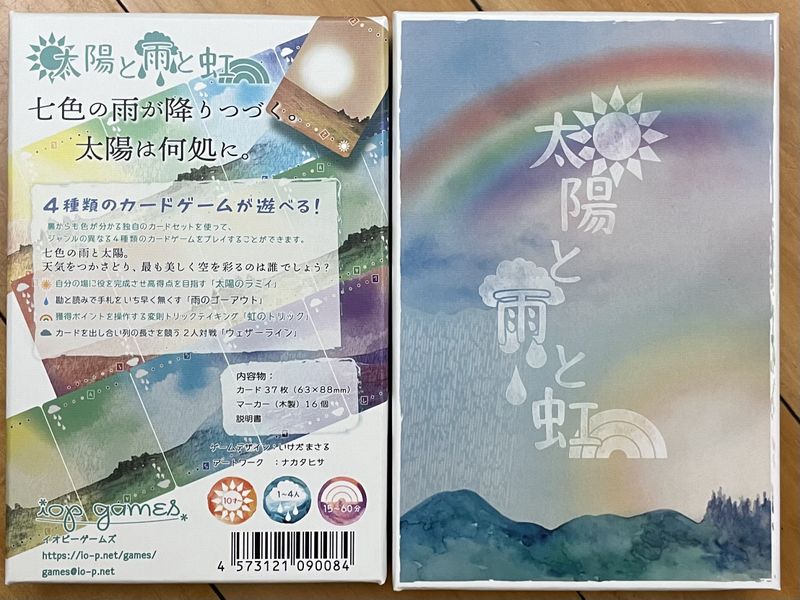 太陽と雨と虹
七色の雨が降りつづく。
太陽は何処に。
4種類のカードゲームが遊べる！
裏からも色が分かる独自のカードセットを使って、
ジャンルの異なる4種類のカードゲームをプレイすることができます。
七色の雨と太陽。
天気をつかさどり、最も美しく空を彩るのは誰でしょう？
自分の場に役を完成させ高得点を目指す「太陽のラミイ」
勘と読みで手札をいち早く無くす「雨のゴーアウト」
獲得ポイントを操作する変則トリックテイキング「虹のトリック」
カードを出し合い列の長さを競う2人対戦「ウェザーライン」
内容物：
カード37枚（63×88mm）
マーカー（木製）16個
説明書
ゲームデザイン：いけだまさる
アートワーク　：ナカタヒサ
iop games
イオピーゲームズ
https://io-p.net/games/
games@io-p.net
10才〜
1〜4人
15〜60分
4 573121 090084
太陽と雨と虹